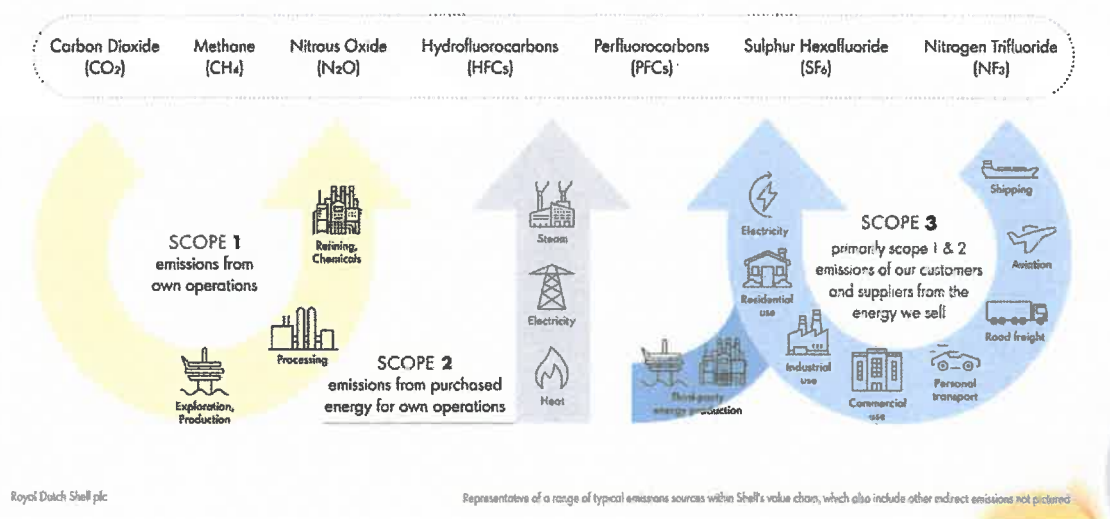 Carbon Dioxide
(CO₂)
Methane
(CH₄)
Nitrous Oxide
(N₂O)
Hydrofluorocarbons
(HFCs)
Perfluorocarbons
(PFCs)
Sulphur Hexafluoride
(SF₆)
Nitrogen Trifluoride
(NF₃)
SCOPE 1
emissions from
own operations
Refining,
Chemicals
Processing
Exploration,
Production
SCOPE 2
emissions from purchased
energy for own operations
Steam
Electricity
Heat
Third-party
energy production
Electricity
Residential
use
Industrial
use
Commercial
use
Personal
transport
Road freight
Aviation
Shipping
SCOPE 3
primarily scope 1 & 2
emissions of our customers
and suppliers from the
energy we sell
Royal Dutch Shell plc
Representative of a range of typical emissions sources within Shell's value chain, which also include other indirect emissions not pictured